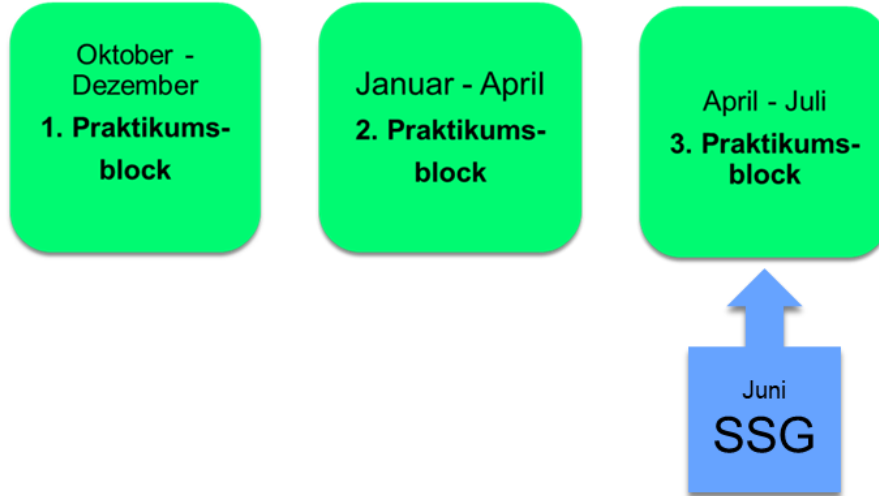 Oktober -
Dezember
1. Praktikums-
block
Januar - April
2. Praktikums-
block
April - Juli
3. Praktikums-
block
Juni
SSG